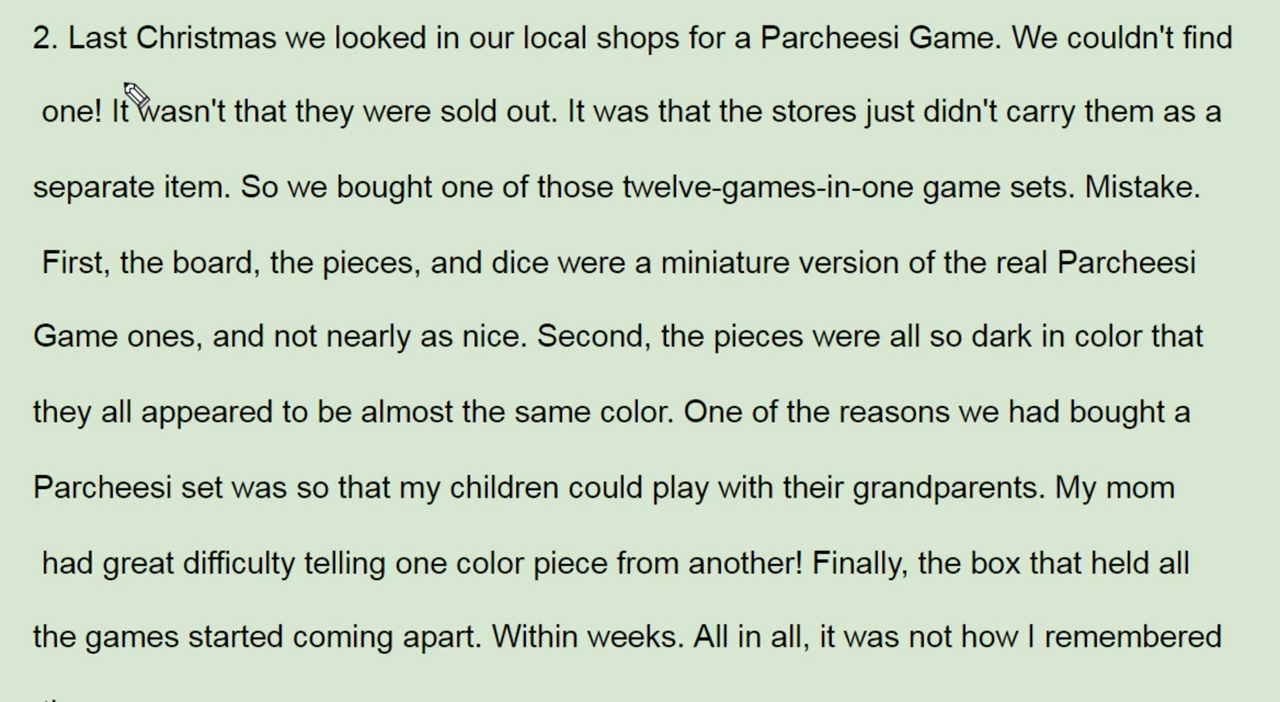 2. Last Christmas we looked in our local shops for a Parcheesi Game. We couldn't find
one! It wasn't that they were sold out. It was that the stores just didn't carry them as a
separate item. So we bought one of those twelve-games-in-one game sets. Mistake.
First, the board, the pieces, and dice were a miniature version of the real Parcheesi
Game ones, and not nearly as nice. Second, the pieces were all so dark in color that
they all appeared to be almost the same color. One of the reasons we had bought a
Parcheesi set was so that my children could play with their grandparents. My mom
had great difficulty telling one color piece from another! Finally, the box that held all
the games started coming apart. Within weeks. All in all, it was not how I remembered